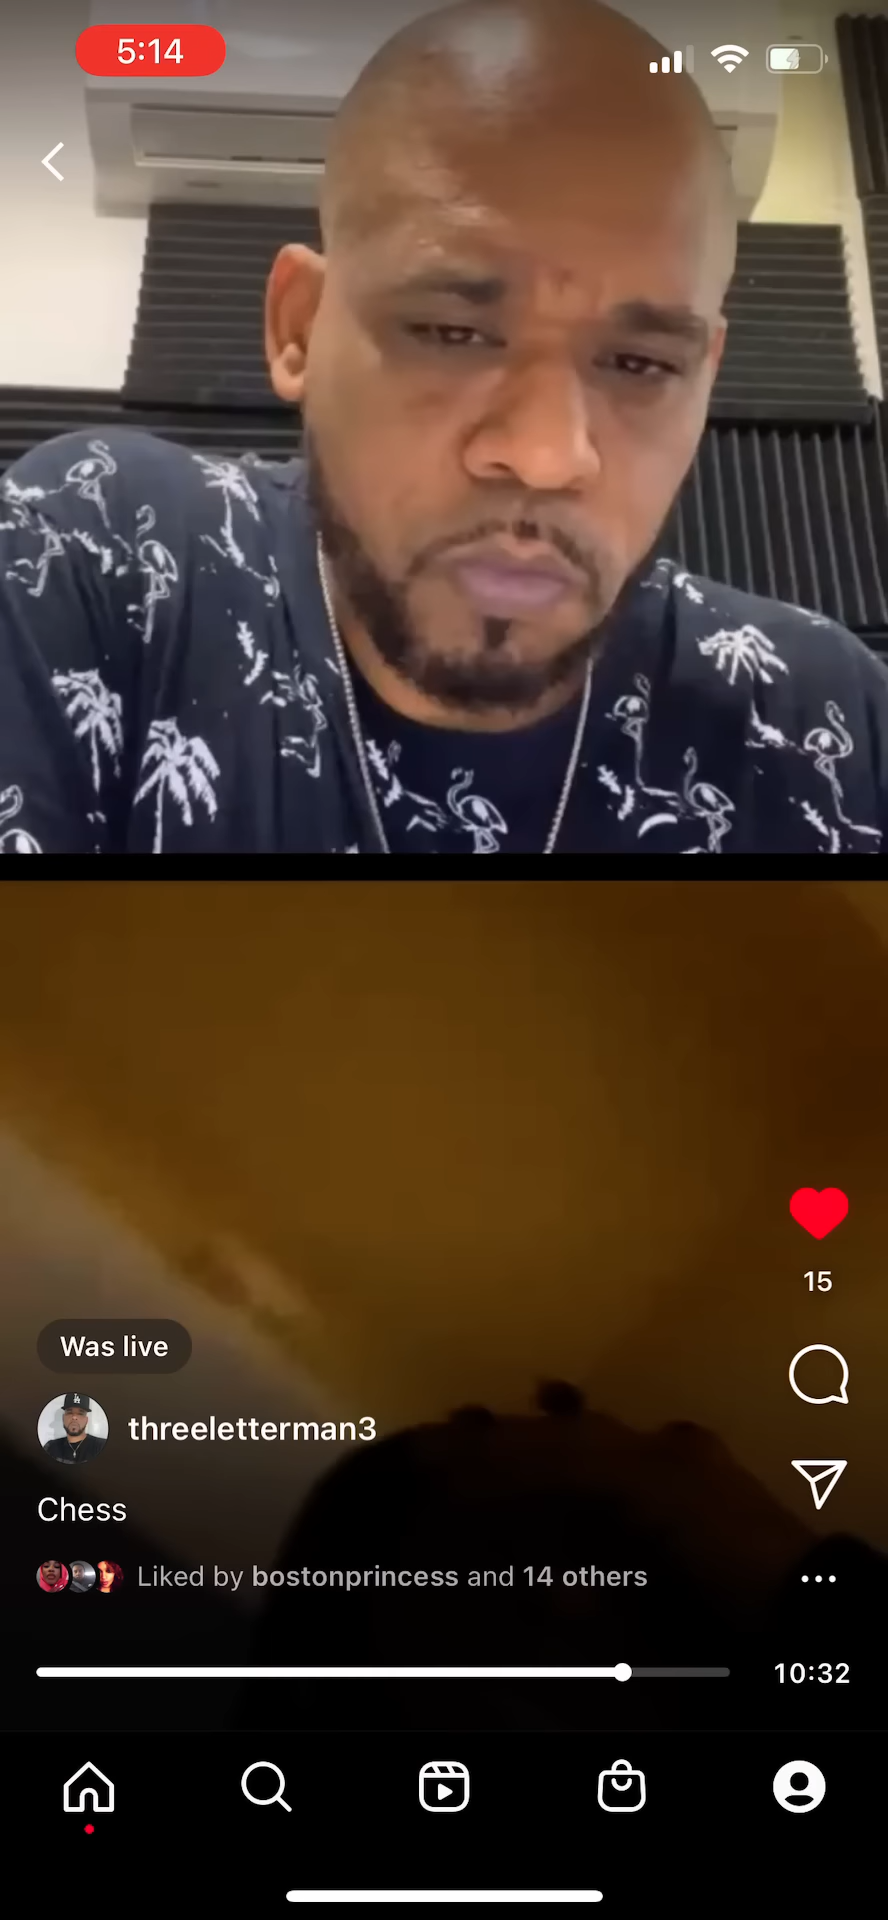 5:14
Was live
threeletterman3
Chess
Liked by bostonprincess and 14 others
15
10:32